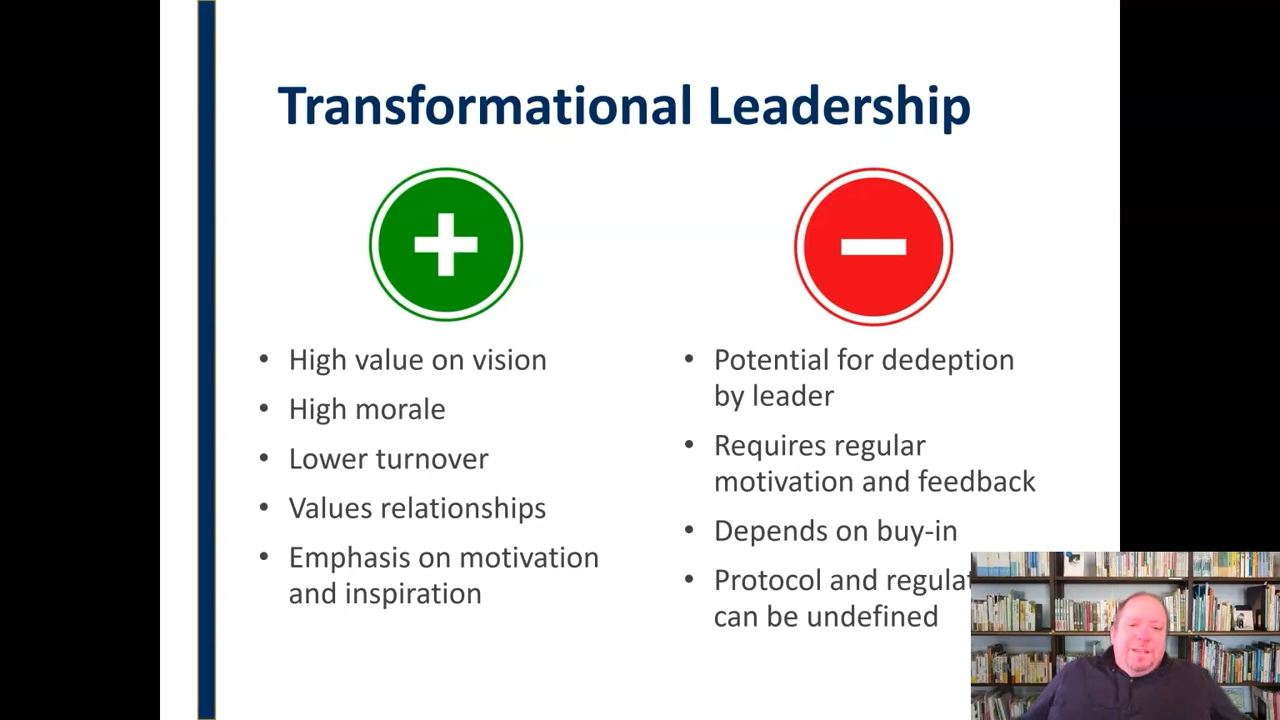 Transformational Leadership
• High value on vision
• High morale
• Lower turnover
• Values relationships
• Emphasis on motivation
and inspiration
• Potential for dedeption
by leader
• Requires regular
motivation and feedback
• Depends on buy-in
• Protocol and
can be undefined